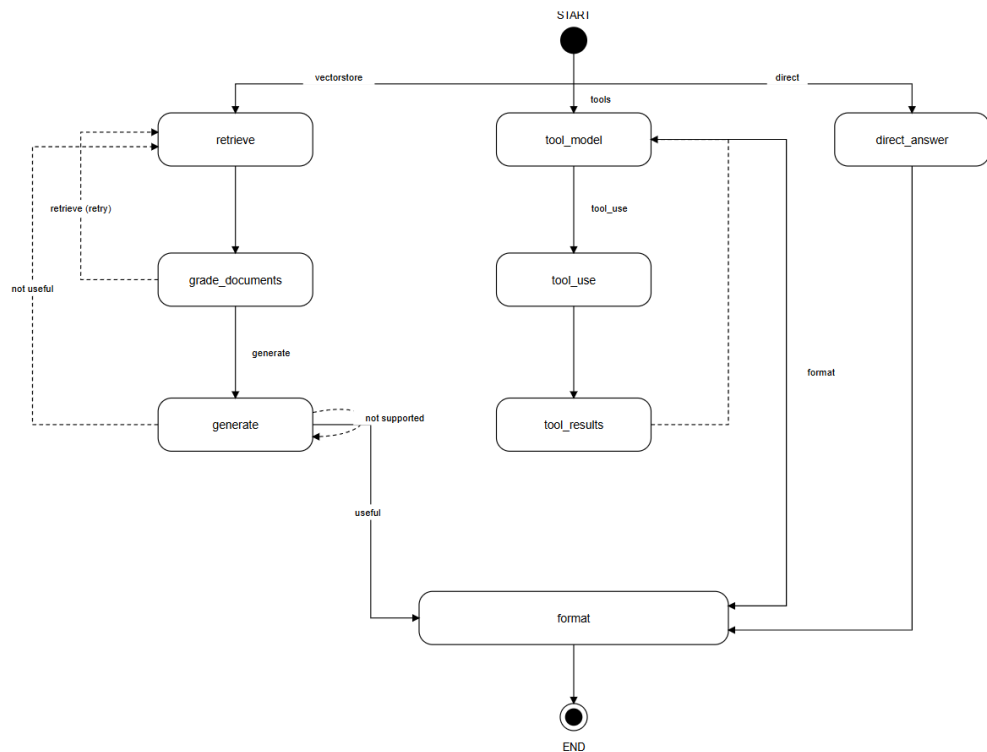 START
vectorstore
direct
tools
retrieve
tool_model
direct_answer
retrieve (retry)
tool_use
grade_documents
tool_use
not useful
generate
format
generate
not supported
tool_results
useful
format
END